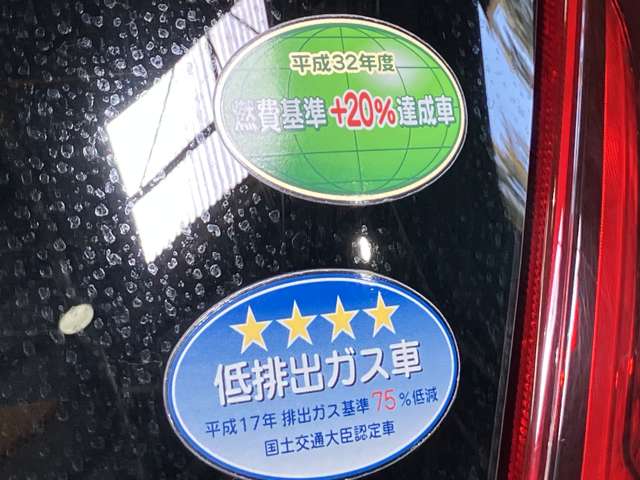 平成32年度
燃費基準+20%達成車
★★★★
低排出ガス車
平成17年排出ガス基準75%低減
国土交通大臣認定車